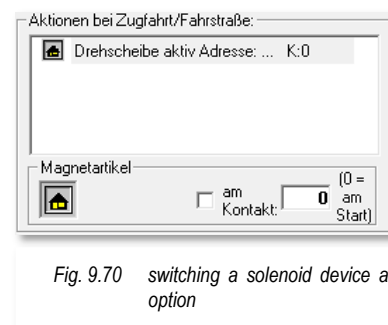 Aktionen bei Zugfahrt/Fahrstraße:
Drehscheibe aktiv Adresse: ... K:0
Magnetartikel
am Kontakt: 0 (0 = am Start)
Fig. 9.70 switching a solenoid device a
option